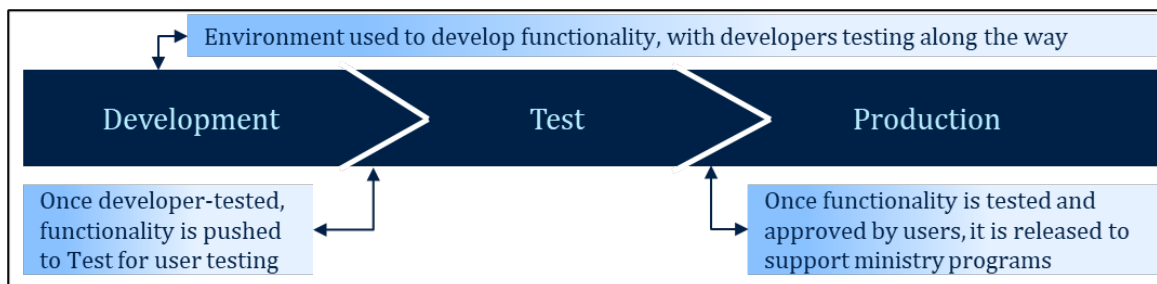 Environment used to develop functionality, with developers testing along the way
Development
Test
Production
Once developer-tested,
functionality is pushed
to Test for user testing
Once functionality is tested and
approved by users, it is released to
support ministry programs